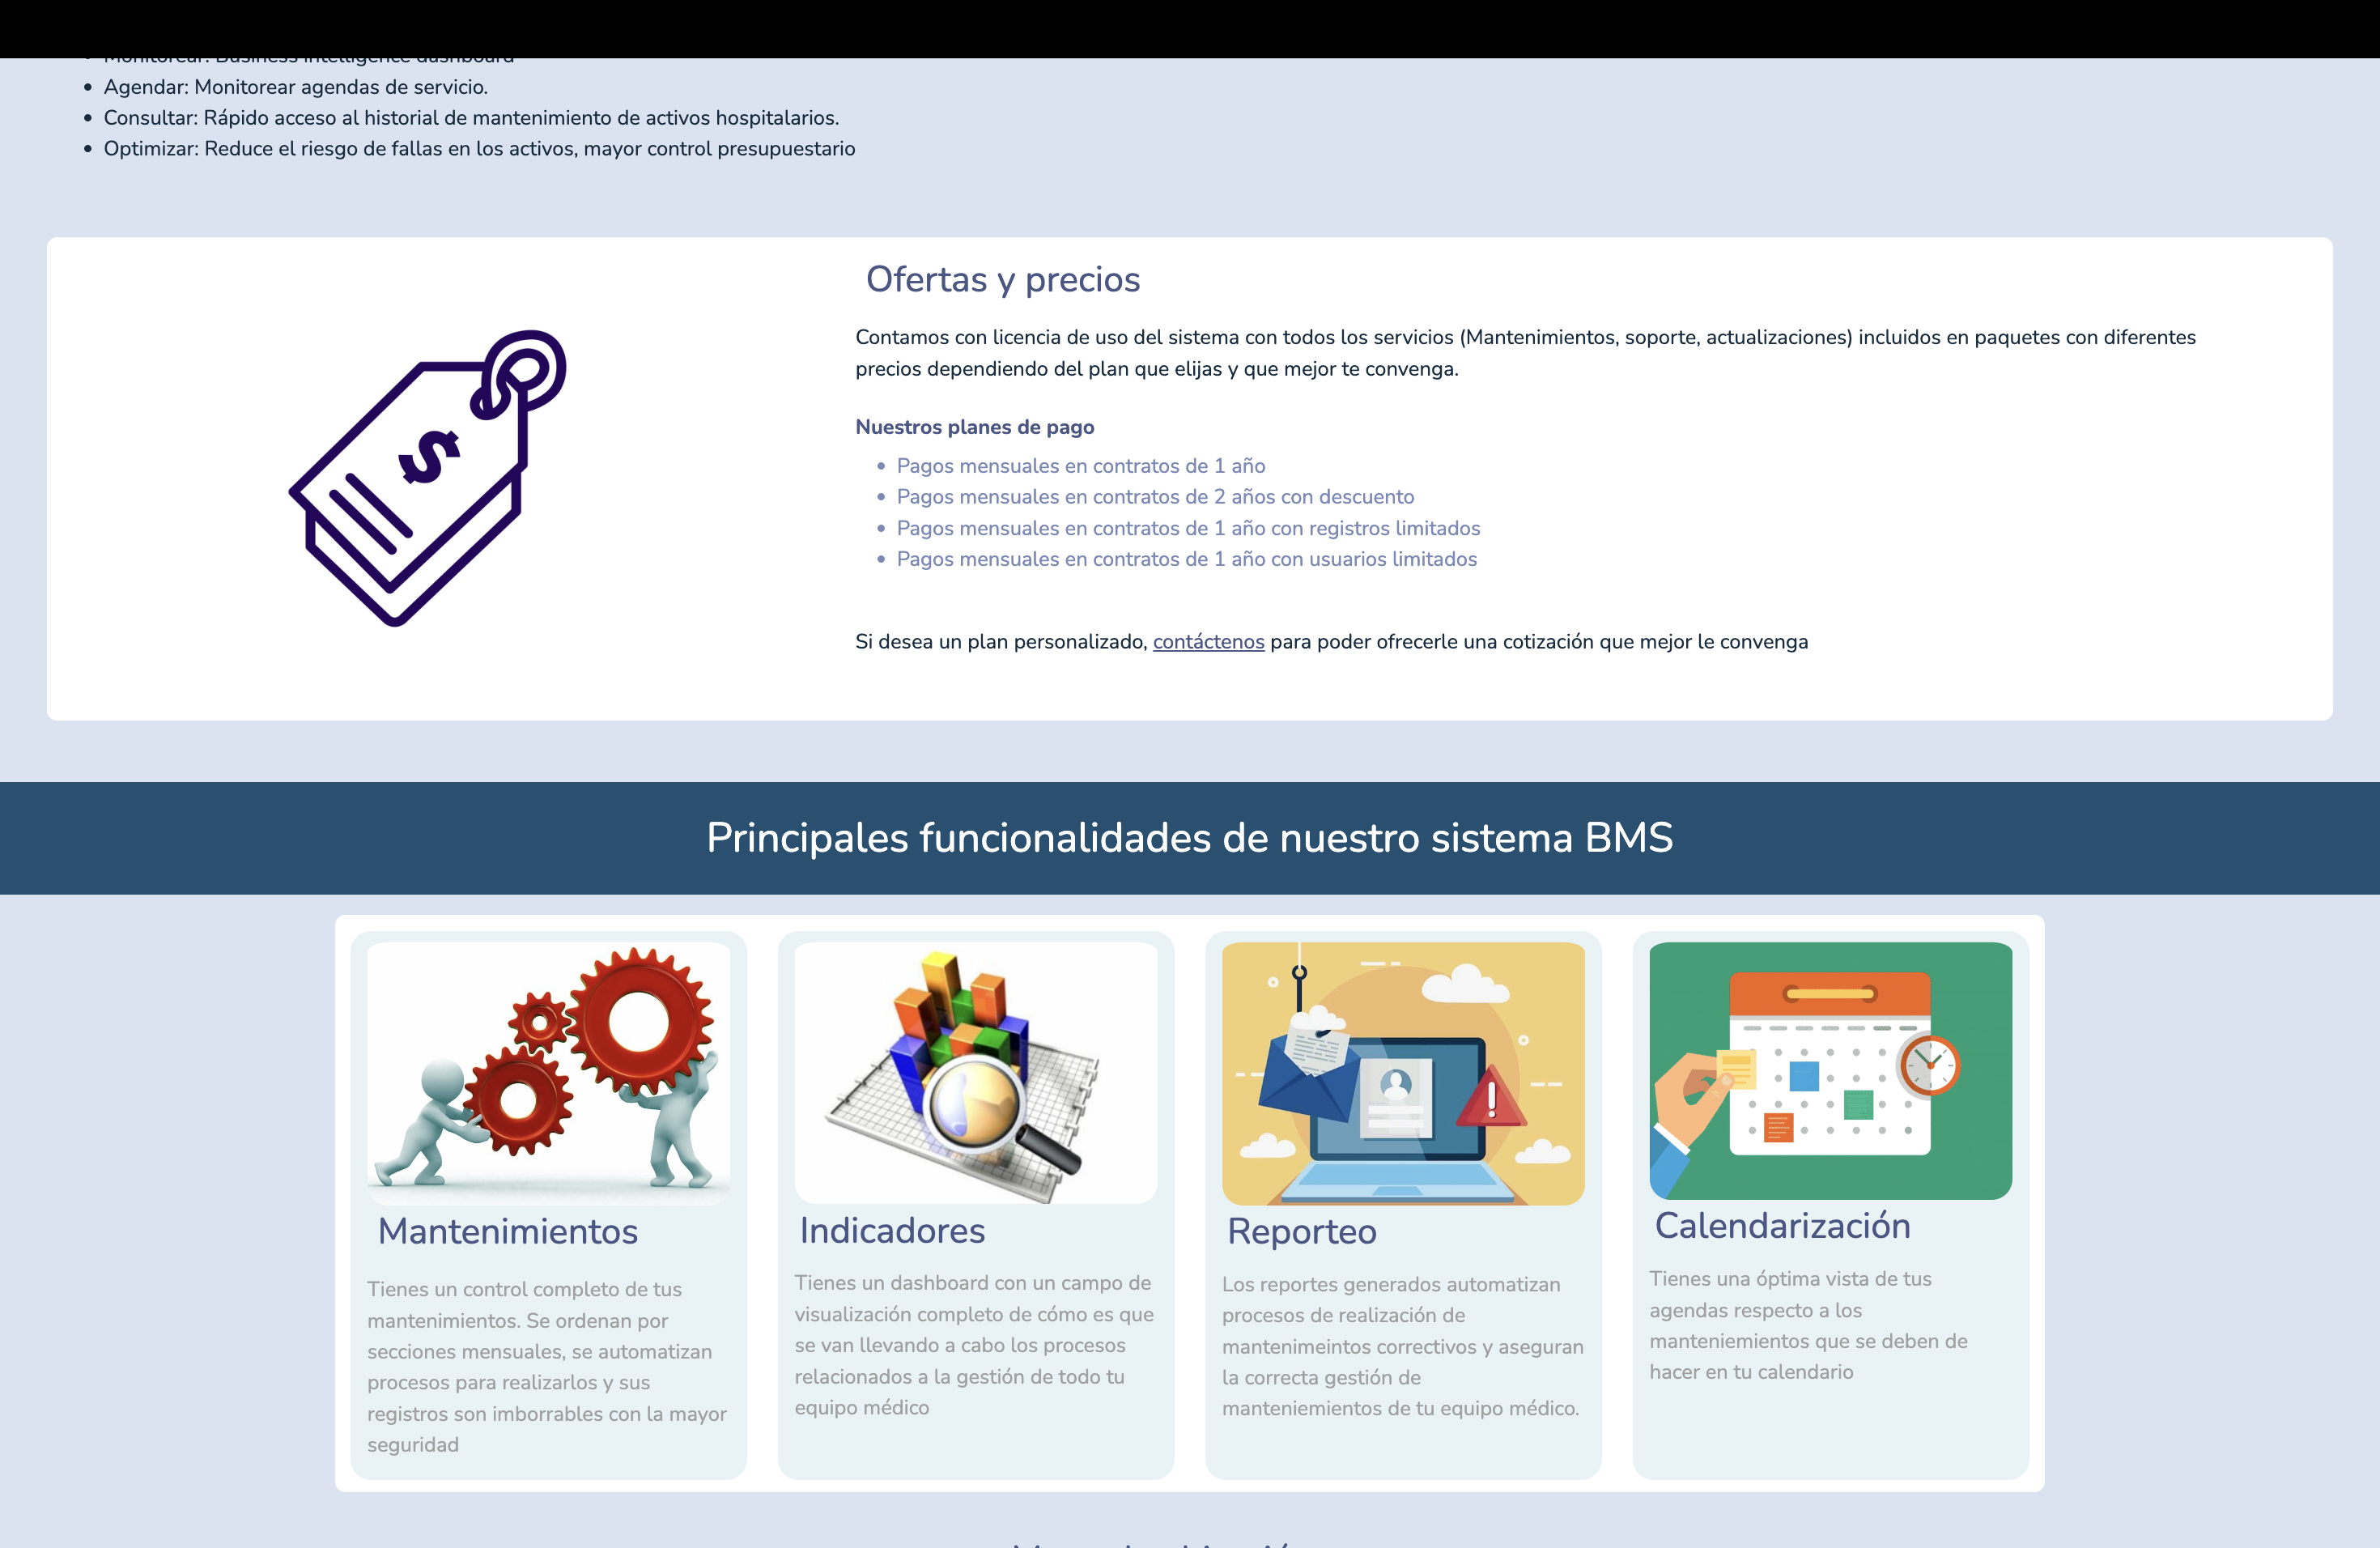 Monitorear: Business intelligence dashboard
Agendar: Monitorear agendas de servicio.
Consultar: Rápido acceso al historial de mantenimiento de activos hospitalarios.
Optimizar: Reduce el riesgo de fallas en los activos, mayor control presupuestario
Ofertas y precios
Contamos con licencia de uso del sistema con todos los servicios (Mantenimientos, soporte, actualizaciones) incluidos en paquetes con diferentes
precios dependiendo del plan que elijas y que mejor te convenga.
Nuestros planes de pago
Pagos mensuales en contratos de 1 año
Pagos mensuales en contratos de 2 años con descuento
Pagos mensuales en contratos de 1 año con registros limitados
Pagos mensuales en contratos de 1 año con usuarios limitados
Si desea un plan personalizado, contáctenos para poder ofrecerle una cotización que mejor le convenga
$
Principales funcionalidades de nuestro sistema BMS
Mantenimientos
Tienes un control completo de tus
mantenimientos. Se ordenan por
secciones mensuales, se automatizan
procesos para realizarlos y sus
registros son imborrables con la mayor
seguridad
Indicadores
Tienes un dashboard con un campo de
visualización completo de cómo es que
se van llevando a cabo los procesos
relacionados a la gestión de todo tu
equipo médico
Reporteo
Los reportes generados automatizan
procesos de realización de
mantenimeintos correctivos y aseguran
la correcta gestión de
manteniemientos de tu equipo médico.
Calendarización
Tienes una óptima vista de tus
agendas respecto a los
manteniemientos que se deben de
hacer en tu calendario